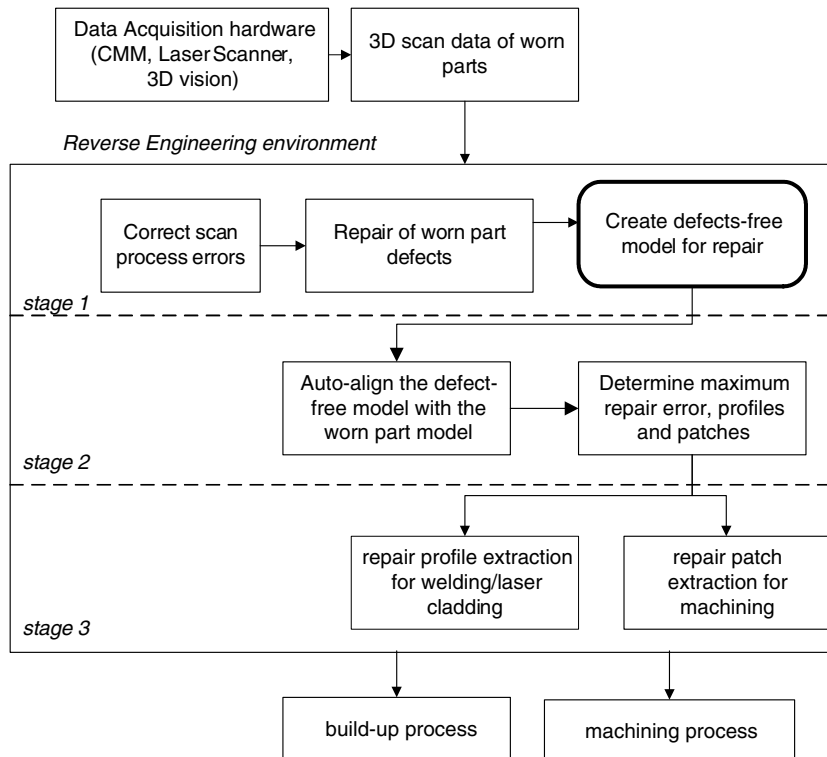 Data Acquisition hardware
(CMM, Laser Scanner,
3D vision)
3D scan data of worn
parts
Reverse Engineering environment
Correct scan
process errors
Repair of worn part
defects
Create defects-free
model for repair
stage 1
Auto-align the defect-
free model with the
worn part model
Determine maximum
repair error, profiles
and patches
stage 2
repair profile extraction
for welding/laser
cladding
repair patch
extraction for
machining
stage 3
build-up process
machining process